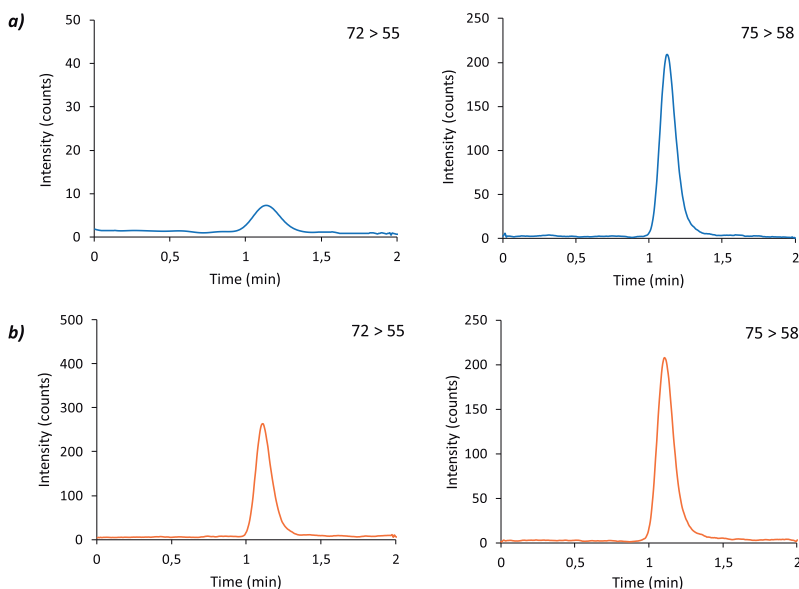 a)
72 > 55
50
40
30
20
10
0
Intensity (counts)
0 0,5 1 1,5 2
Time (min)
75 > 58
250
200
150
100
50
0
Intensity (counts)
0 0,5 1 1,5 2
Time (min)
b)
72 > 55
500
400
300
200
100
0
Intensity (counts)
0 0,5 1 1,5 2
Time (min)
75 > 58
250
200
150
100
50
0
Intensity (counts)
0 0,5 1 1,5 2
Time (min)